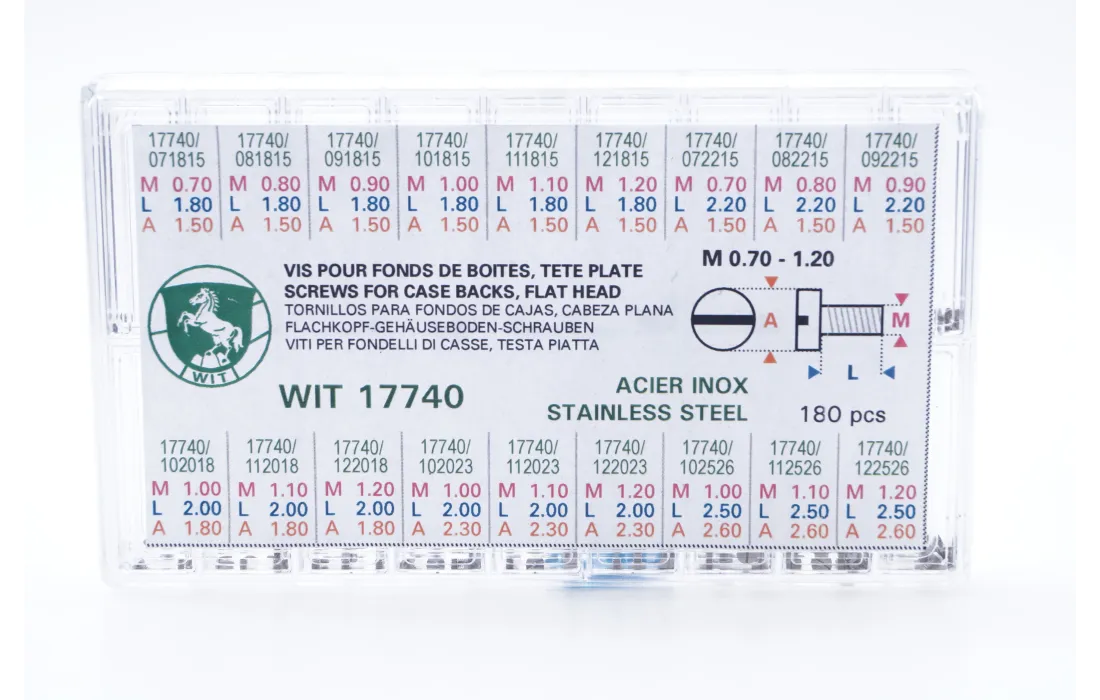 17740/ 17740/ 17740/ 17740/ 17740/ 17740/ 17740/ 17740/ 17740/
071815 081815 091815 101815 111815 121815 072215 082215 092215
M 0.70 M 0.80 M 0.90 M 1.00 M 1.10 M 1.20 M 0.70 M 0.80 M 0.90
L 1.80 L 1.80 L 1.80 L 1.80 L 1.80 L 1.80 L 2.20 L 2.20 L 2.20
A 1.50 A 1.50 A 1.50 A 1.50 A 1.50 A 1.50 A 1.50 A 1.50 A 1.50
WIT
VIS POUR FONDS DE BOITES, TETE PLATE
SCREWS FOR CASE BACKS, FLAT HEAD
TORNILLOS PARA FONDOS DE CAJAS, CABEZA PLANA
FLACHKOPF-GEHÄUSEBODEN-SCHRAUBEN
VITI PER FONDELLI DI CASSE, TESTA PIATTA
WIT 17740
ACIER INOX
STAINLESS STEEL
M 0.70 - 1.20
A M
L
180 pcs
17740/ 17740/ 17740/ 17740/ 17740/ 17740/ 17740/ 17740/ 17740/
102018 112018 122018 102023 112023 122023 102526 112526 122526
M 1.00 M 1.10 M 1.20 M 1.00 M 1.10 M 1.20 M 1.00 M 1.10 M 1.20
L 2.00 L 2.00 L 2.00 L 2.00 L 2.00 L 2.00 L 2.50 L 2.50 L 2.50
A 1.80 A 1.80 A 1.80 A 2.30 A 2.30 A 2.30 A 2.60 A 2.60 A 2.60